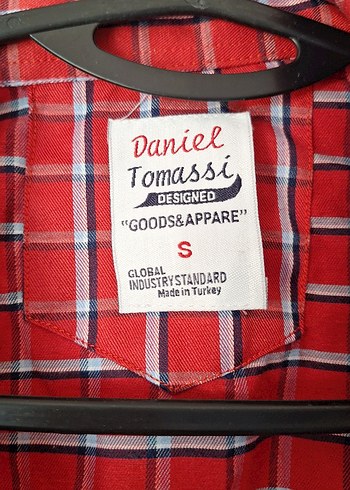 Daniel
Tomassi
DESIGNED
"GOODS&APPARE"
S
GLOBAL
INDUSTRYSTANDARD
Made in Turkey